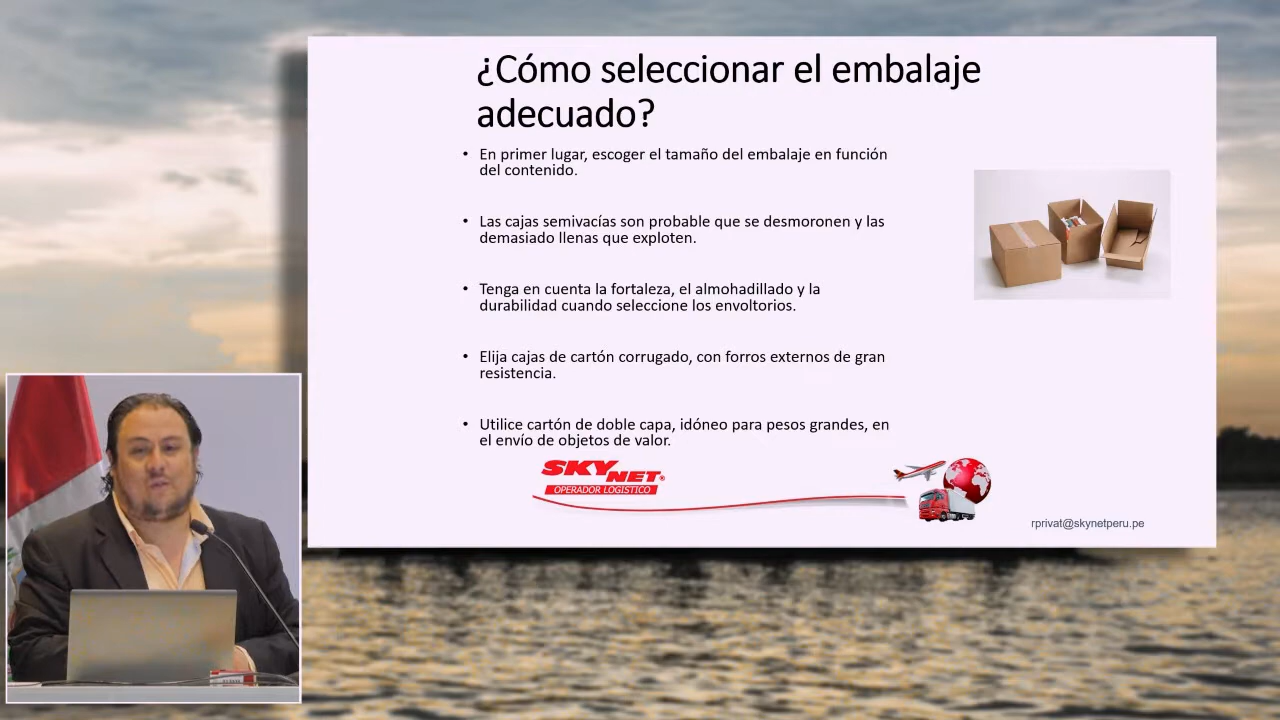 ¿Cómo seleccionar el embalaje
adecuado?
• En primer lugar, escoger el tamaño del embalaje en función
del contenido.
• Las cajas semivacías son probable que se desmoronen y las
demasiado llenas que exploten.
• Tenga en cuenta la fortaleza, el almohadillado y la
durabilidad cuando seleccione los envoltorios.
• Elija cajas de cartón corrugado, con forros externos de gran
resistencia.
• Utilice cartón de doble capa, idóneo para pesos grandes, en
el envío de objetos de valor.
SKYNET®
OPERADOR LOGISTICO
rprivat@skynetperu.pe